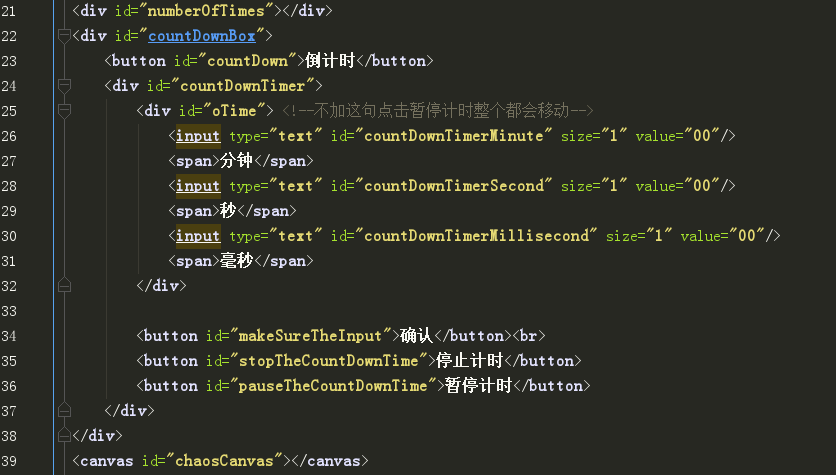 21 <div id="numberOfTimes"></div>
22 <div id="countDownBox">
23 <button id="countDown">倒计时</button>
24 <div id="countDownTimer">
25 <div id="oTime"> <!--不加这句点击暂停计时整个都会移动-->
26 <input type="text" id="countDownTimerMinute" size="1" value="00"/>
27 <span>分钟</span>
28 <input type="text" id="countDownTimerSecond" size="1" value="00"/>
29 <span>秒</span>
30 <input type="text" id="countDownTimerMillisecond" size="1" value="00"/>
31 <span>毫秒</span>
32 </div>
33
34 <button id="makeSureTheInput">确认</button><br>
35 <button id="stopTheCountDownTime">停止计时</button>
36 <button id="pauseTheCountDownTime">暂停计时</button>
37 </div>
38 </div>
39 <canvas id="chaosCanvas"></canvas>